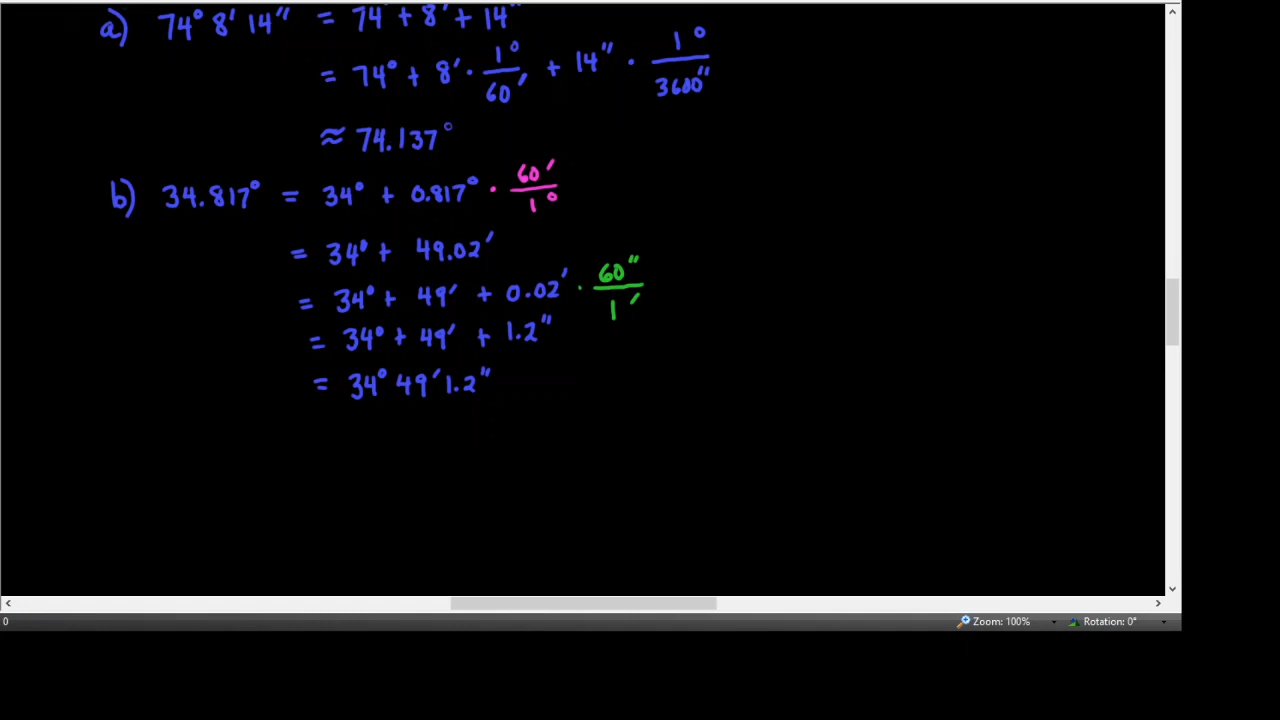 a) 74° 8′ 14″ = 74° + 8′ + 14″
= 74° + 8′ · 1°/60′ + 14″ · 1°/3600″
≈ 74.137°
b) 34.817° = 34° + 0.817° · 60′/1°
= 34° + 49.02′
= 34° + 49′ + 0.02′ · 60″/1′
= 34° + 49′ + 1.2″
= 34° 49′ 1.2″
0 Zoom: 100% Rotation: 0°